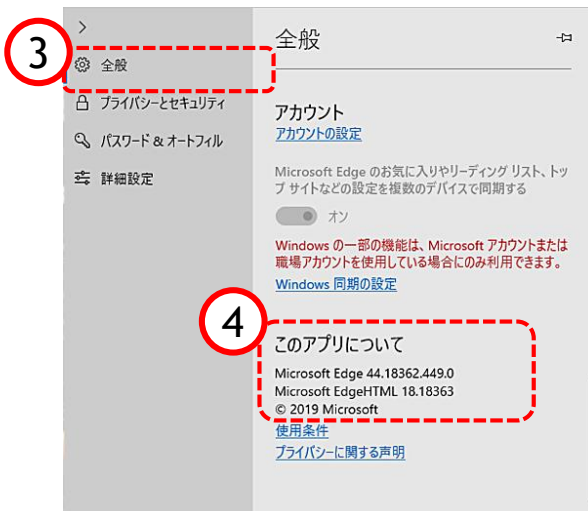 3
全般
プライバシーとセキュリティ
パスワード & オートフィル
詳細設定
全般
アカウント
アカウントの設定
Microsoft Edge のお気に入りやリーディング リスト、トッ
プ サイトなどの設定を複数のデバイスで同期する
オン
Windows の一部の機能は、Microsoft アカウントまたは
職場アカウントを使用している場合にのみ利用できます。
Windows 同期の設定
4
このアプリについて
Microsoft Edge 44.18362.449.0
Microsoft EdgeHTML 18.18363
© 2019 Microsoft
使用条件
プライバシーに関する声明